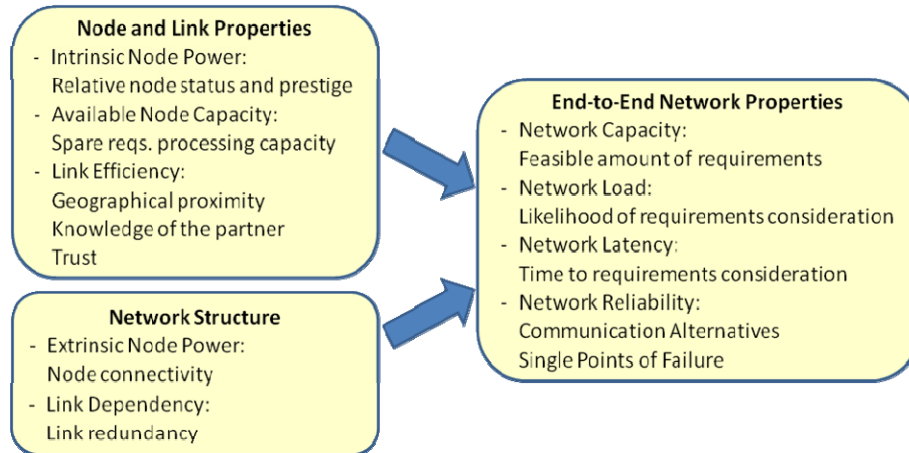 Node and Link Properties
- Intrinsic Node Power:
Relative node status and prestige
- Available Node Capacity:
Spare reqs. processing capacity
- Link Efficiency:
Geographical proximity
Knowledge of the partner
Trust
Network Structure
- Extrinsic Node Power:
Node connectivity
- Link Dependency:
Link redundancy
End-to-End Network Properties
- Network Capacity:
Feasible amount of requirements
- Network Load:
Likelihood of requirements consideration
- Network Latency:
Time to requirements consideration
- Network Reliability:
Communication Alternatives
Single Points of Failure